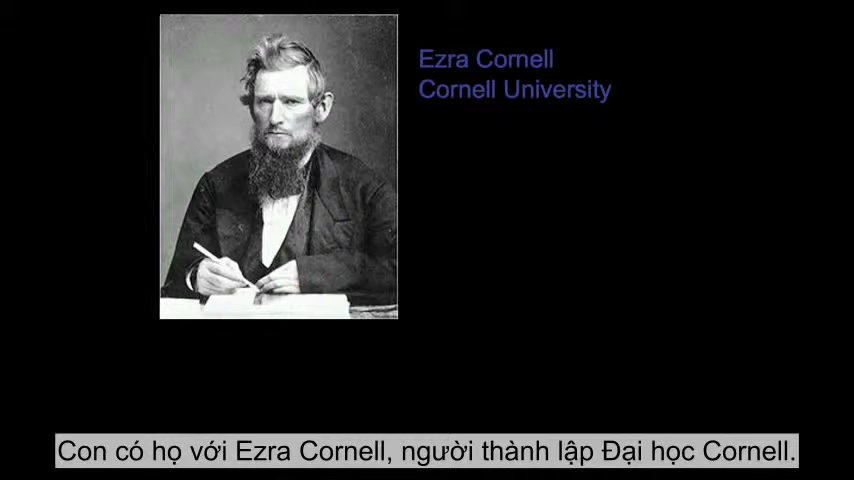 Ezra Cornell
Cornell University
Con có họ với Ezra Cornell, người thành lập Đại học Cornell.